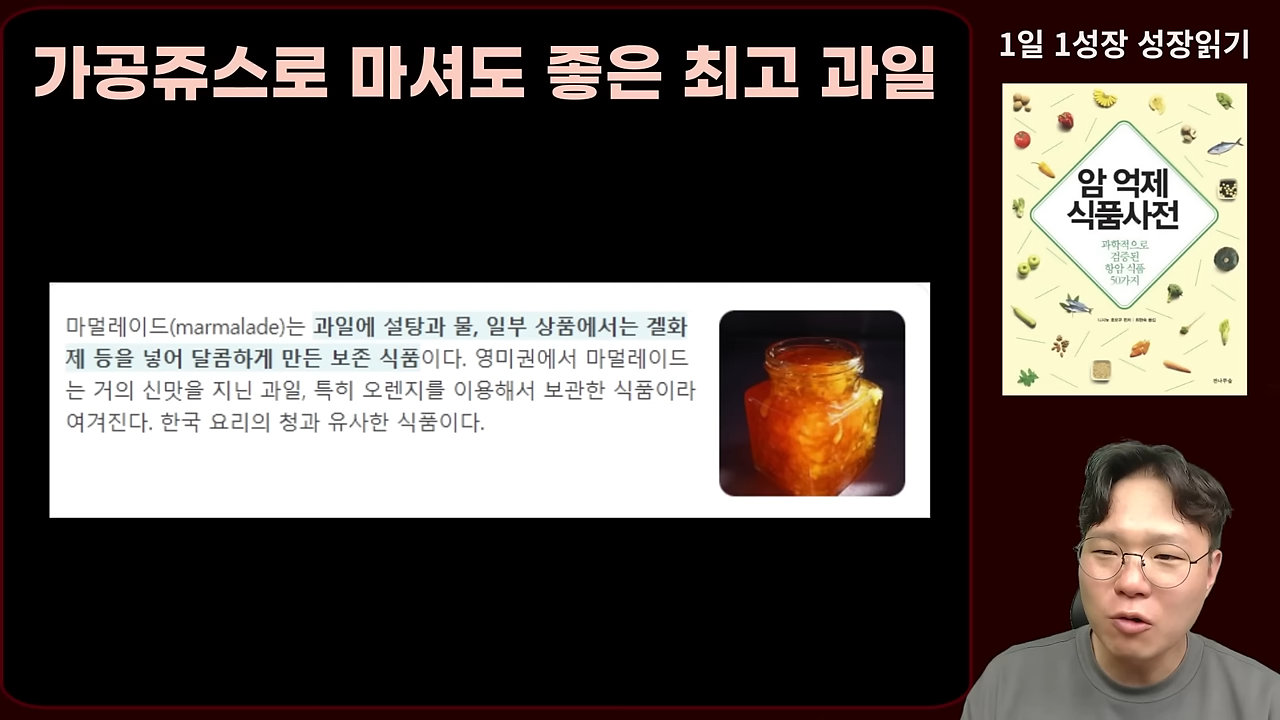 가공쥬스로 마셔도 좋은 최고 과일
1일 1성장 성장읽기
암 억제
식품사전
과학적으로
검증된
항암 식품
50가지
마멀레이드(marmalade)는 과일에 설탕과 물, 일부 상품에서는 겔화
제 등을 넣어 달콤하게 만든 보존 식품이다. 영미권에서 마멀레이드
는 거의 신맛을 지닌 과일, 특히 오렌지를 이용해서 보관한 식품이라
여겨진다. 한국 요리의 청과 유사한 식품이다.